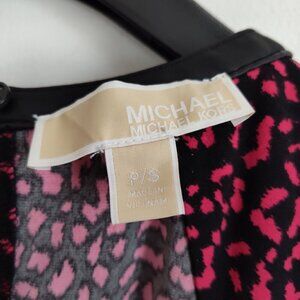 MICHAEL
MICHAEL KORS
P/S
MADE IN
VIETNAM